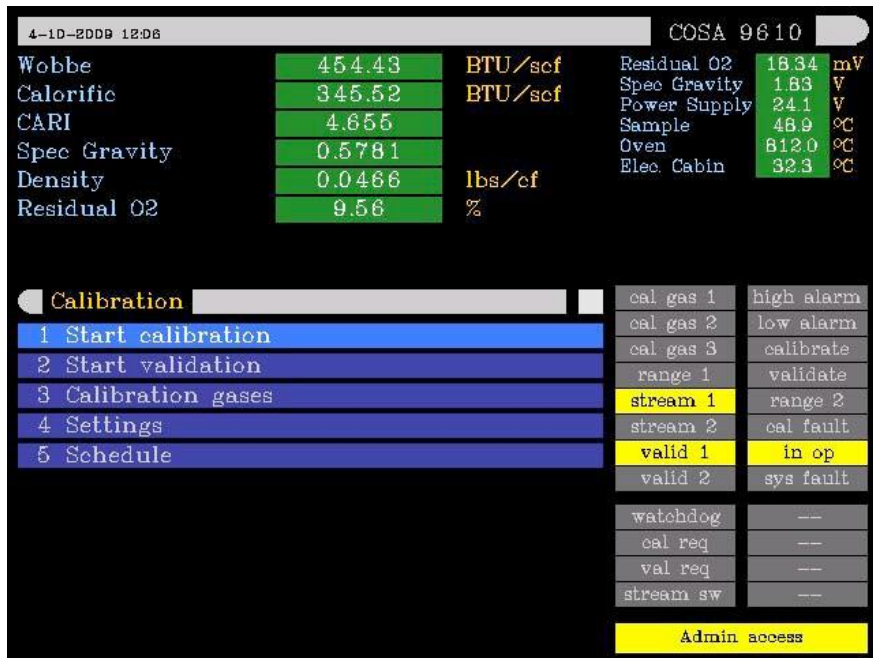 4-10-2009 12:06 COSA 9610
Wobbe 454.43 BTU/scf
Calorific 345.52 BTU/scf
CARI 4.655
Spec Gravity 0.5781
Density 0.0466 lbs/cf
Residual O2 9.56 %
Residual O2 18.34 mV
Spec Gravity 1.83 V
Power Supply 24.1 V
Sample 48.9 ºC
Oven 812.0 ºC
Elec. Cabin 32.3 ºC
Calibration
1 Start calibration
2 Start validation
3 Calibration gases
4 Settings
5 Schedule
cal gas 1 high alarm
cal gas 2 low alarm
cal gas 3 calibrate
range 1 validate
stream 1 range 2
stream 2 cal fault
valid 1 in op
valid 2 sys fault
watchdog --
cal req --
val req --
stream sw --
Admin access